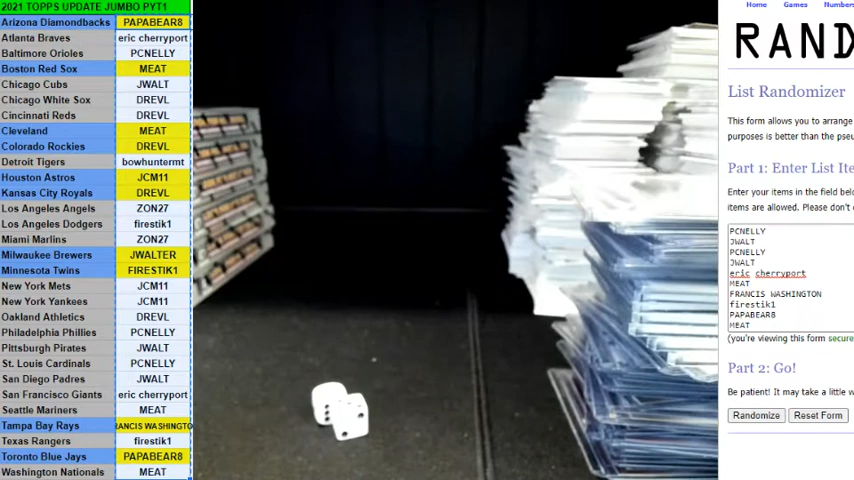 2021 TOPPS UPDATE JUMBO PYT1
Arizona Diamondbacks PAPABEAR8
Atlanta Braves eric cherryport
Baltimore Orioles PCNELLY
Boston Red Sox MEAT
Chicago Cubs JWALT
Chicago White Sox DREVL
Cincinnati Reds DREVL
Cleveland MEAT
Colorado Rockies DREVL
Detroit Tigers bowhuntermt
Houston Astros JCM11
Kansas City Royals DREVL
Los Angeles Angels ZON27
Los Angeles Dodgers firestik1
Miami Marlins ZON27
Milwaukee Brewers JWALTER
Minnesota Twins FIRESTIK1
New York Mets JCM11
New York Yankees JCM11
Oakland Athletics DREVL
Philadelphia Phillies PCNELLY
Pittsburgh Pirates JWALT
St. Louis Cardinals PCNELLY
San Diego Padres JWALT
San Francisco Giants eric cherryport
Seattle Mariners MEAT
Tampa Bay Rays RANCIS WASHINGTO
Texas Rangers firestik1
Toronto Blue Jays PAPABEAR8
Washington Nationals MEAT
Home Games Numbers
RAND
List Randomizer
This form allows you to arrange
purposes is better than the pseu
Part 1: Enter List Ite
Enter your items in the field belo
items are allowed. Please don't
PCNELLY
JWALT
PCNELLY
JWALT
eric cherryport
MEAT
FRANCIS WASHINGTON
firestik1
PAPABEAR8
MEAT
(you're viewing this form secure
Part 2: Go!
Be patient! It may take a little w
Randomize Reset Form